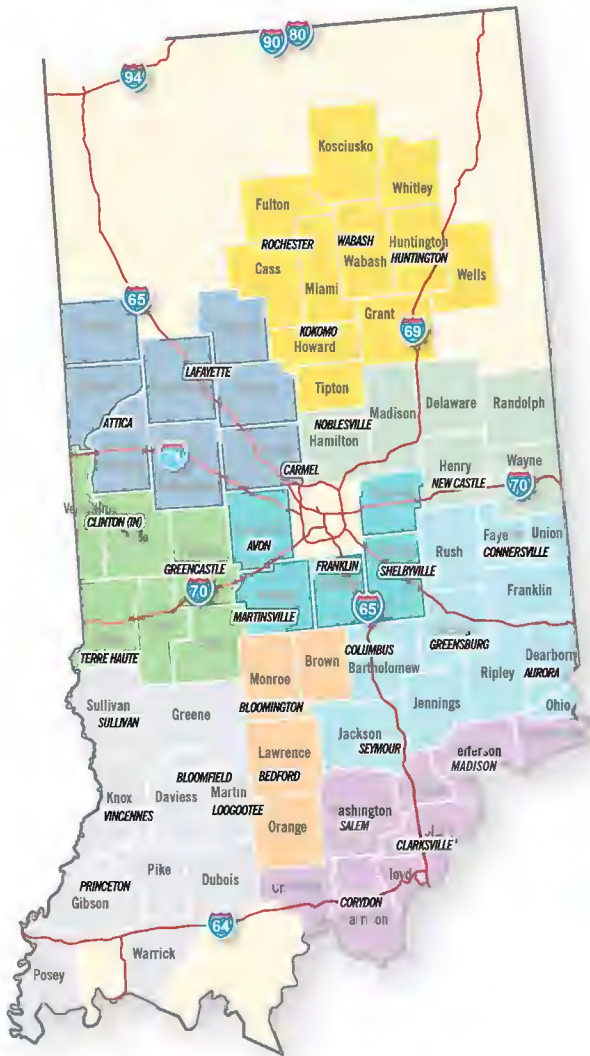 90 80
94
Kosciusko
Whitley
Fulton
ROCHESTER
WABASH
Huntington
Wabash
HUNTINGTON
Cass
Wells
Miami
65
Grant
KOKOMO
69
Howard
LAFAYETTE
Tipton
Madison
Delaware
Randolph
ATTICA
NOBLESVILLE
Hamilton
Henry
Wayne
CARMEL
NEW CASTLE
70
CLINTON (IN)
Union
AVON
Rush
CONNERSVILLE
GREENCASTLE
FRANKLIN
SHELBYVILLE
70
Franklin
65
MARTINSVILLE
GREENSBURG
COLUMBUS
TERRE HAUTE
Brown
Bartholomew
Dearborn
Monroe
Ripley
AURORA
Sullivan
Greene
BLOOMINGTON
Jennings
Ohio
SULLIVAN
Jackson
SEYMOUR
Lawrence
MADISON
BLOOMFIELD
BEDFORD
Knox
Daviess
Martin
VINCENNES
LOOGOOTEE
Orange
SALEM
CLARKSVILLE
Pike
PRINCETON
Dubois
Gibson
CORYDON
64
Warrick
Posey